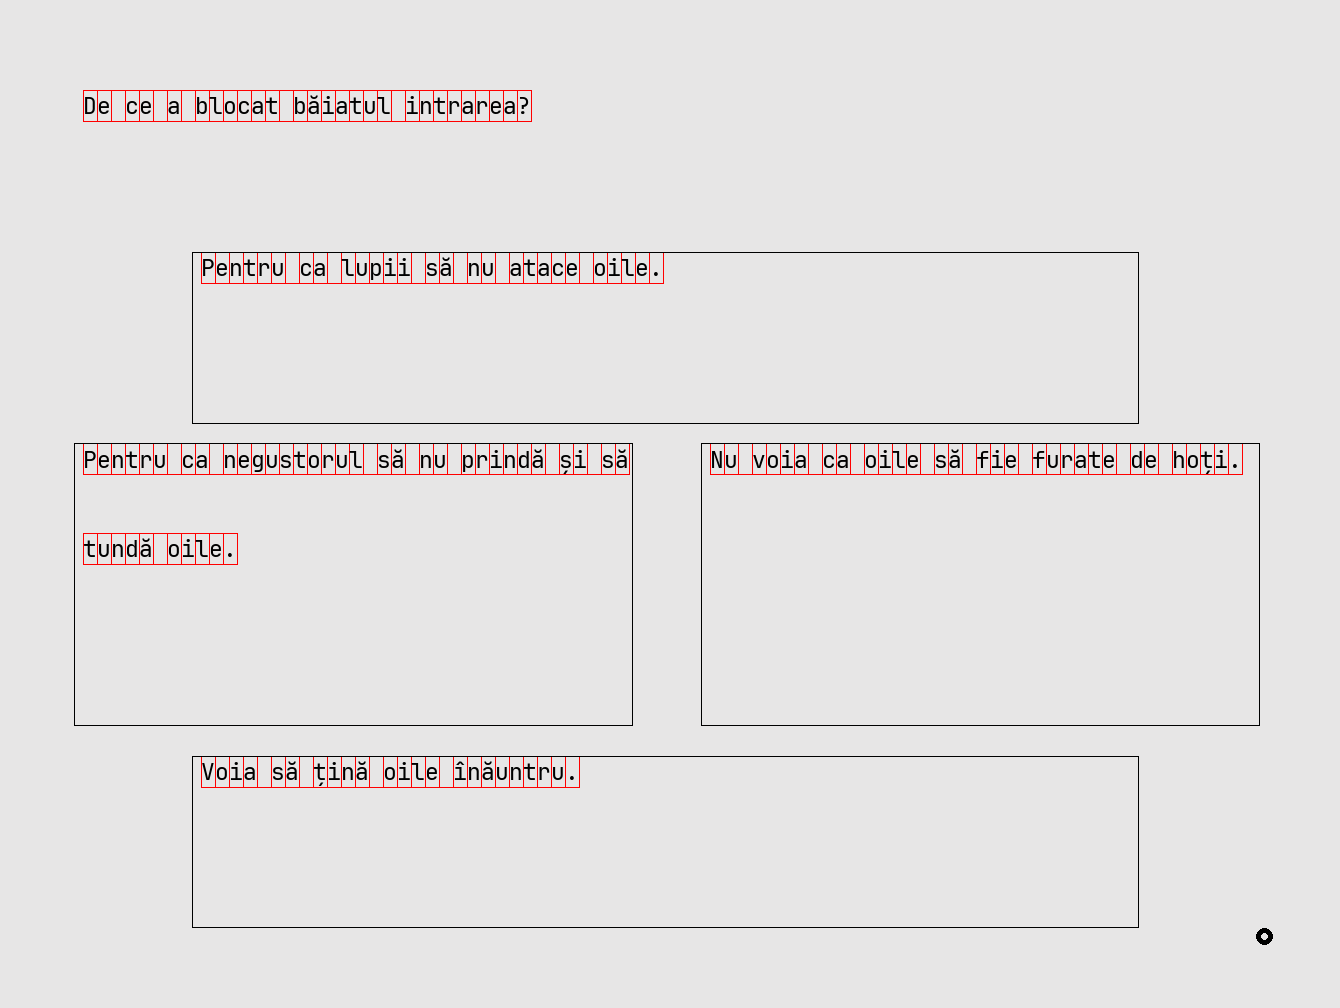 De ce a blocat băiatul intrarea?
Pentru ca lupii să nu atace oile.
Pentru ca negustorul să nu prindă și să
tundă oile.
Nu voia ca oile să fie furate de hoți.
Voia să țină oile înăuntru.